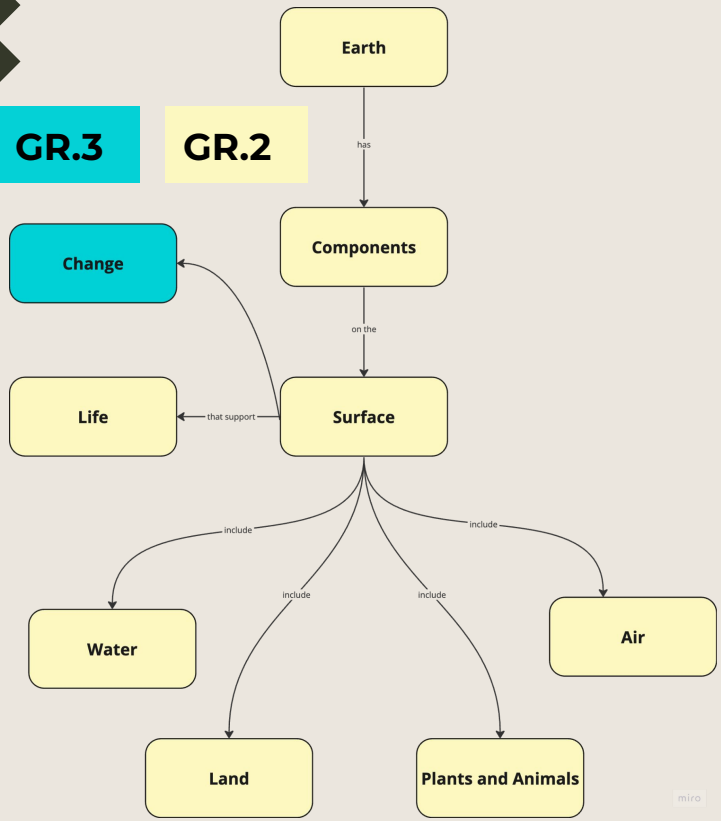 Earth
GR.3
GR.2
has
Components
Change
on the
Life
that support
Surface
include
include
include
include
Water
Air
Land
Plants and Animals
miro